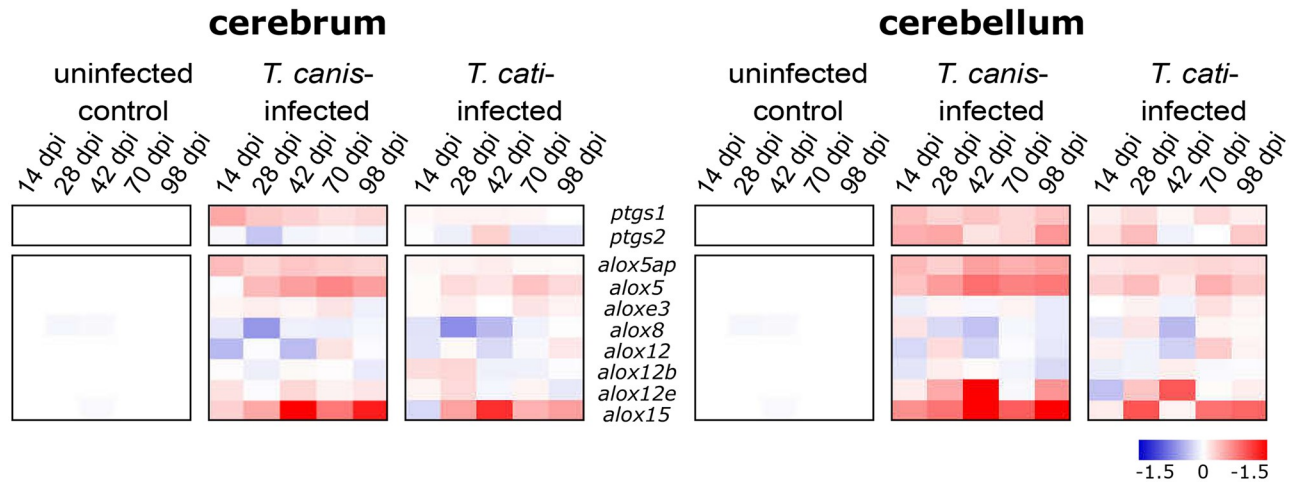 cerebrum cerebellum
uninfected T. canis- T. cati- uninfected T. canis- T. cati-
control infected infected control infected infected
14 dpi 28 dpi 42 dpi 70 dpi 98 dpi 14 dpi 28 dpi 42 dpi 70 dpi 98 dpi 14 dpi 28 dpi 42 dpi 70 dpi 98 dpi 14 dpi 28 dpi 42 dpi 70 dpi 98 dpi 14 dpi 28 dpi 42 dpi 70 dpi 98 dpi 14 dpi 28 dpi 42 dpi 70 dpi 98 dpi
ptgs1
ptgs2
alox5ap
alox5
aloxe3
alox8
alox12
alox12b
alox12e
alox15
-1.5 0 -1.5